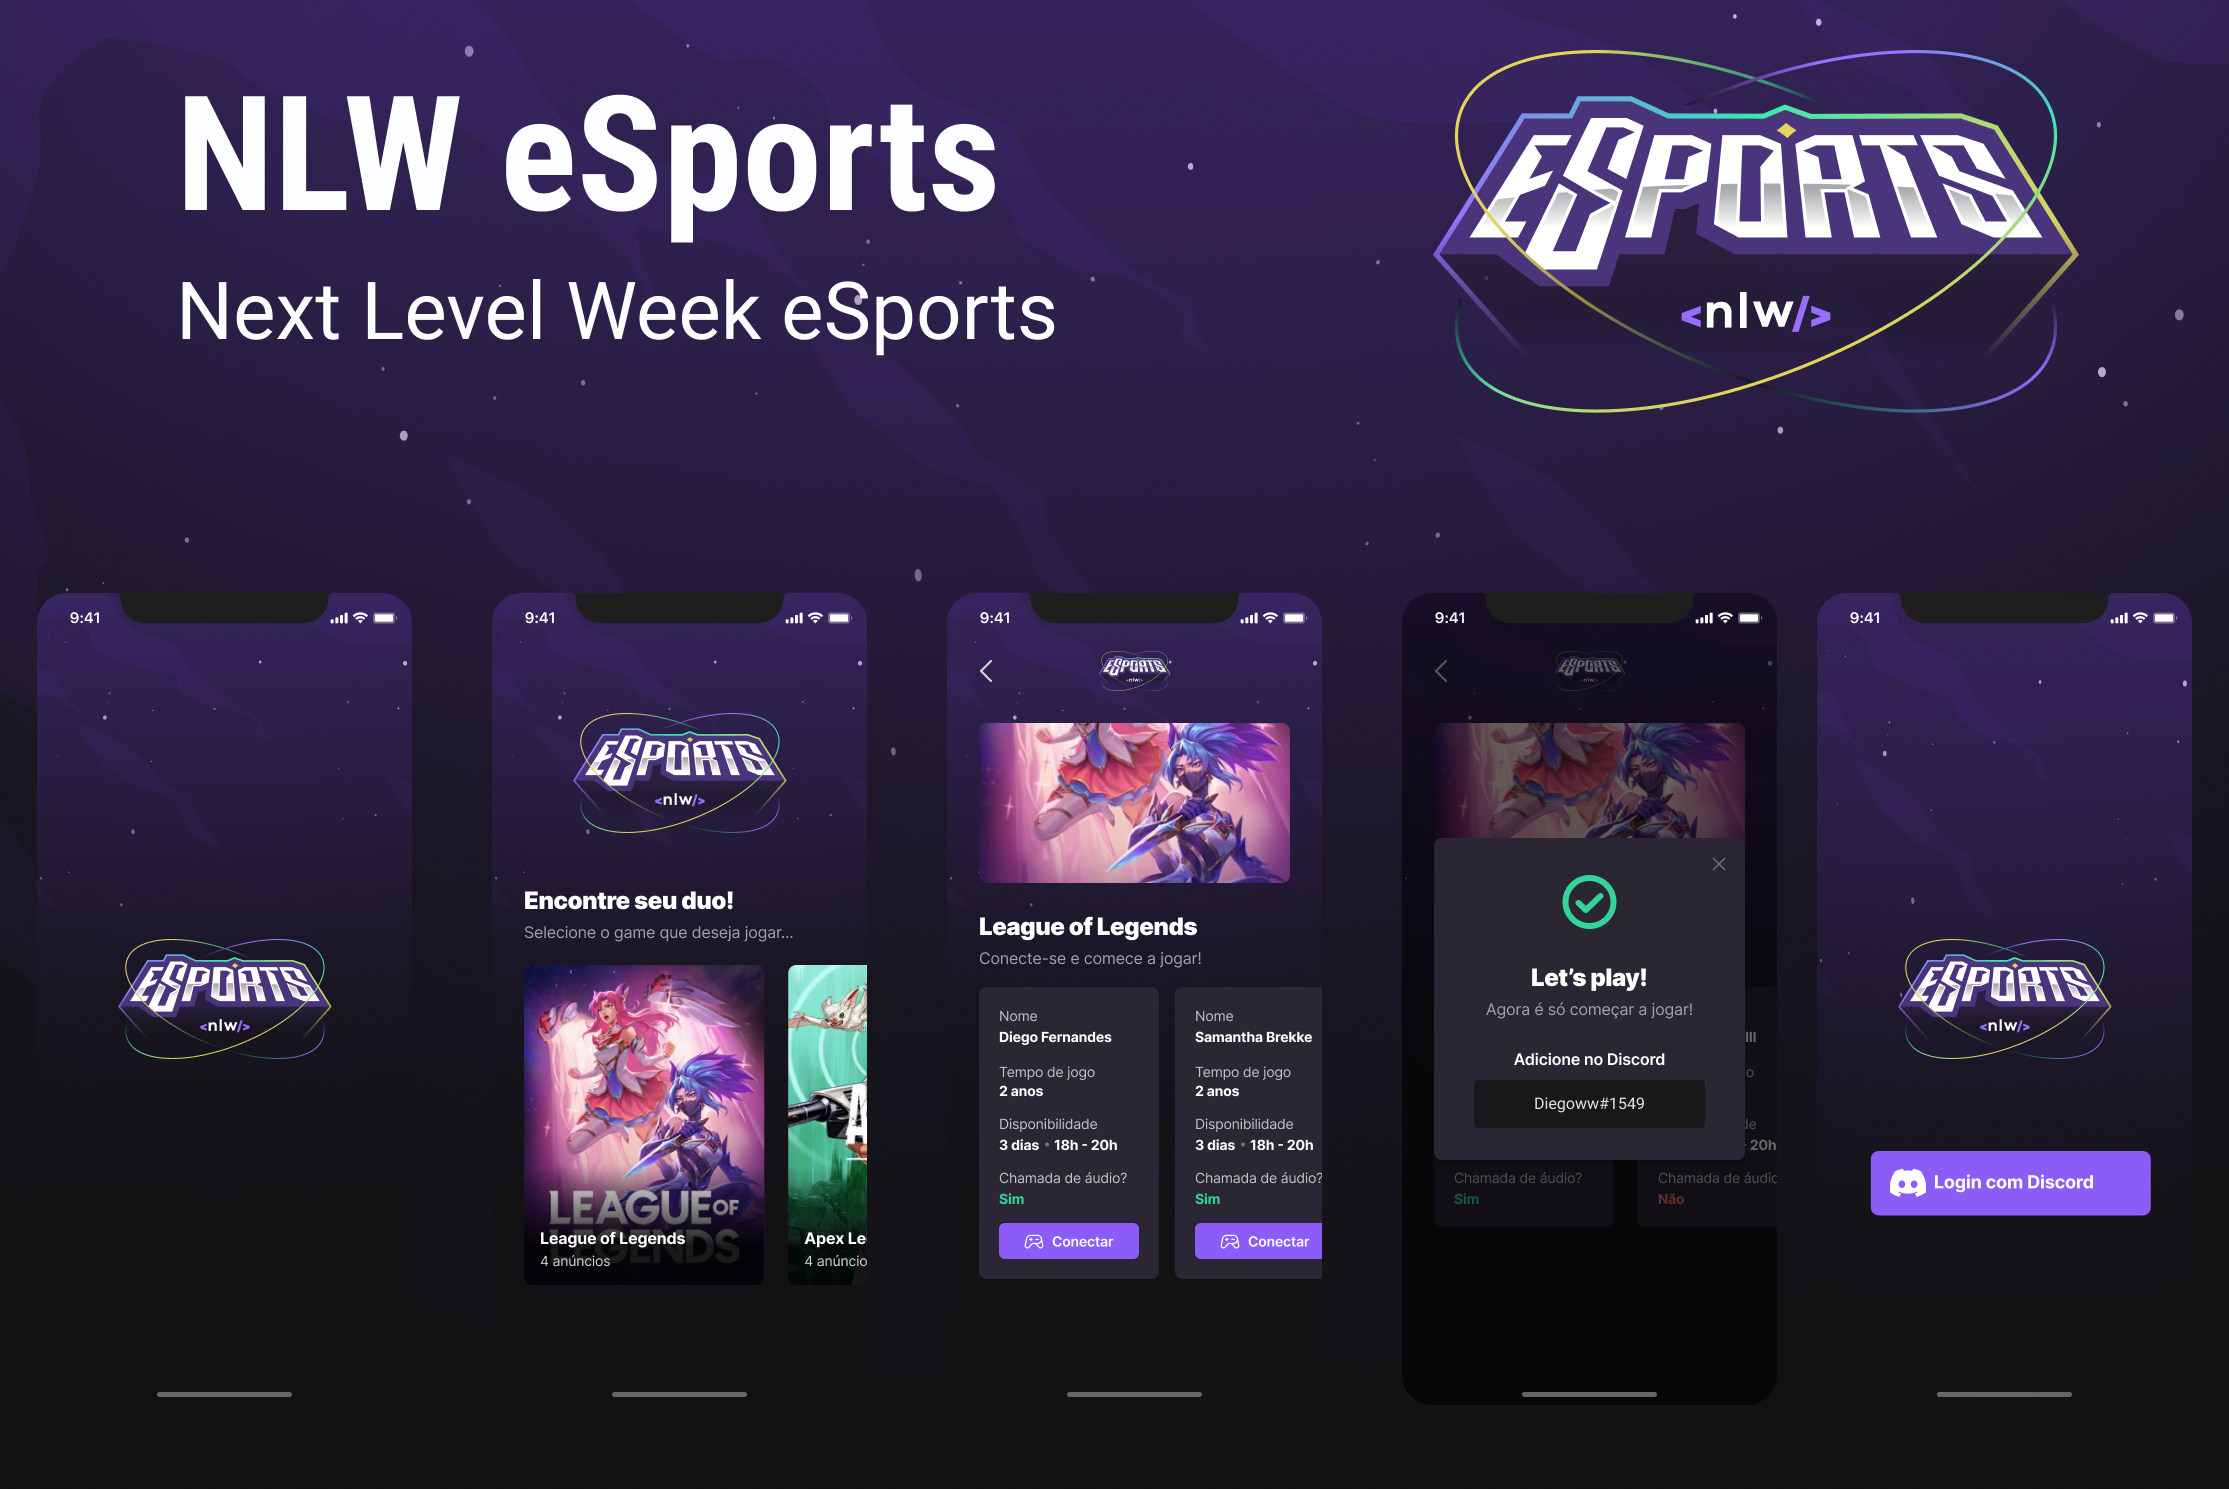 NLW eSports
Next Level Week eSports
ESPORTS
<nlw/>
9:41
ESPORTS
<nlw/>
9:41
ESPORTS
<nlw/>
Encontre seu duo!
Selecione o game que deseja jogar...
LEAGUE OF
LEGENDS
League of Legends
4 anúncios
Apex Le
4 anúncio
9:41
ESPORTS
<nlw/>
League of Legends
Conecte-se e comece a jogar!
Nome
Diego Fernandes
Tempo de jogo
2 anos
Disponibilidade
3 dias • 18h - 20h
Chamada de áudio?
Sim
Conectar
Nome
Samantha Brekke
Tempo de jogo
2 anos
Disponibilidade
3 dias • 18h - 20h
Chamada de áudio?
Sim
Conectar
9:41
ESPORTS
<nlw/>
Let's play!
Agora é só começar a jogar!
Adicione no Discord
Diegoww#1549
20h
Chamada de áudio?
Sim
Chamada de áudio
Não
9:41
ESPORTS
<nlw/>
Login com Discord